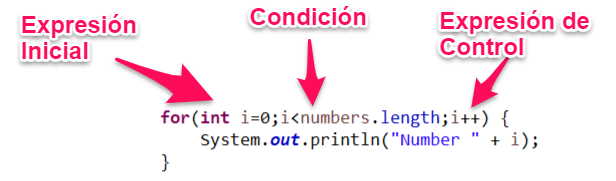 Expresión
Inicial
Condición
Expresión de
Control
for(int i=0;i<numbers.length;i++) {
    System.out.println("Number " + i);
}